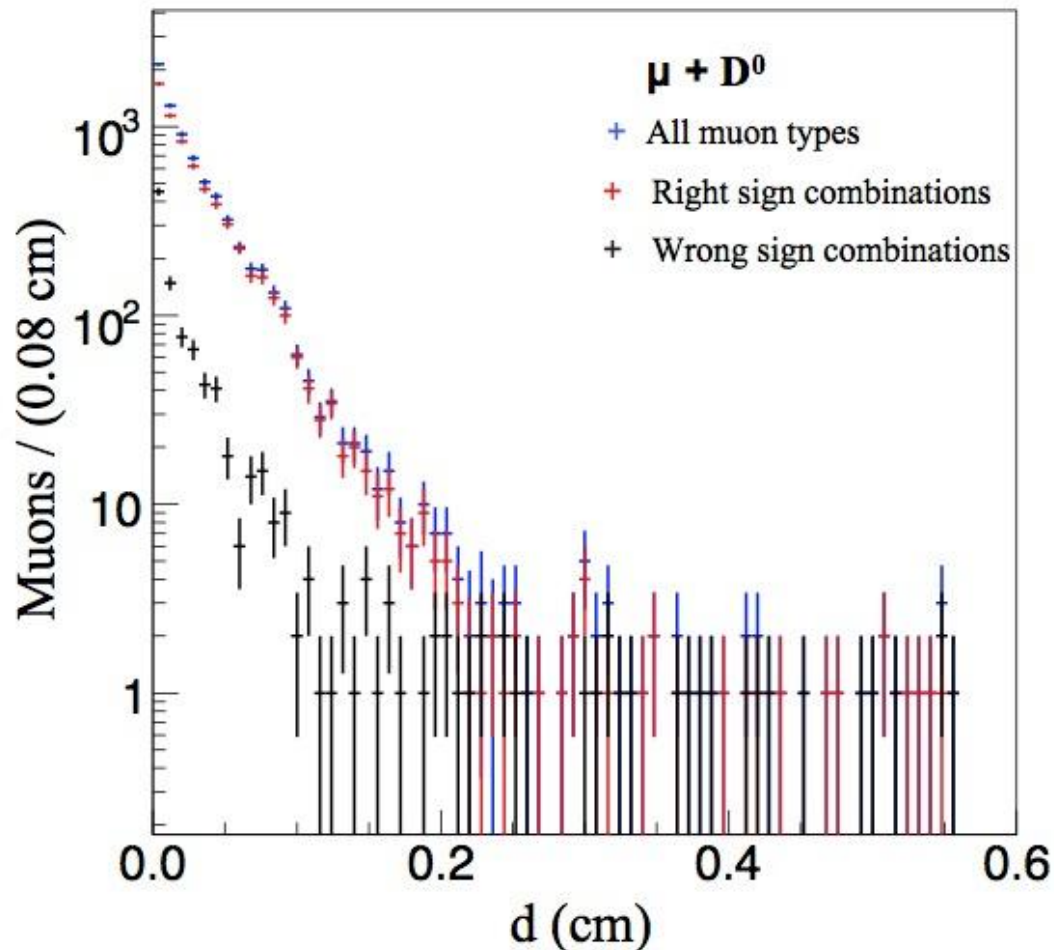 μ + D⁰
All muon types
Right sign combinations
Wrong sign combinations
10³
10²
10
1
Muons / (0.08 cm)
0.0
0.2
0.4
0.6
d (cm)